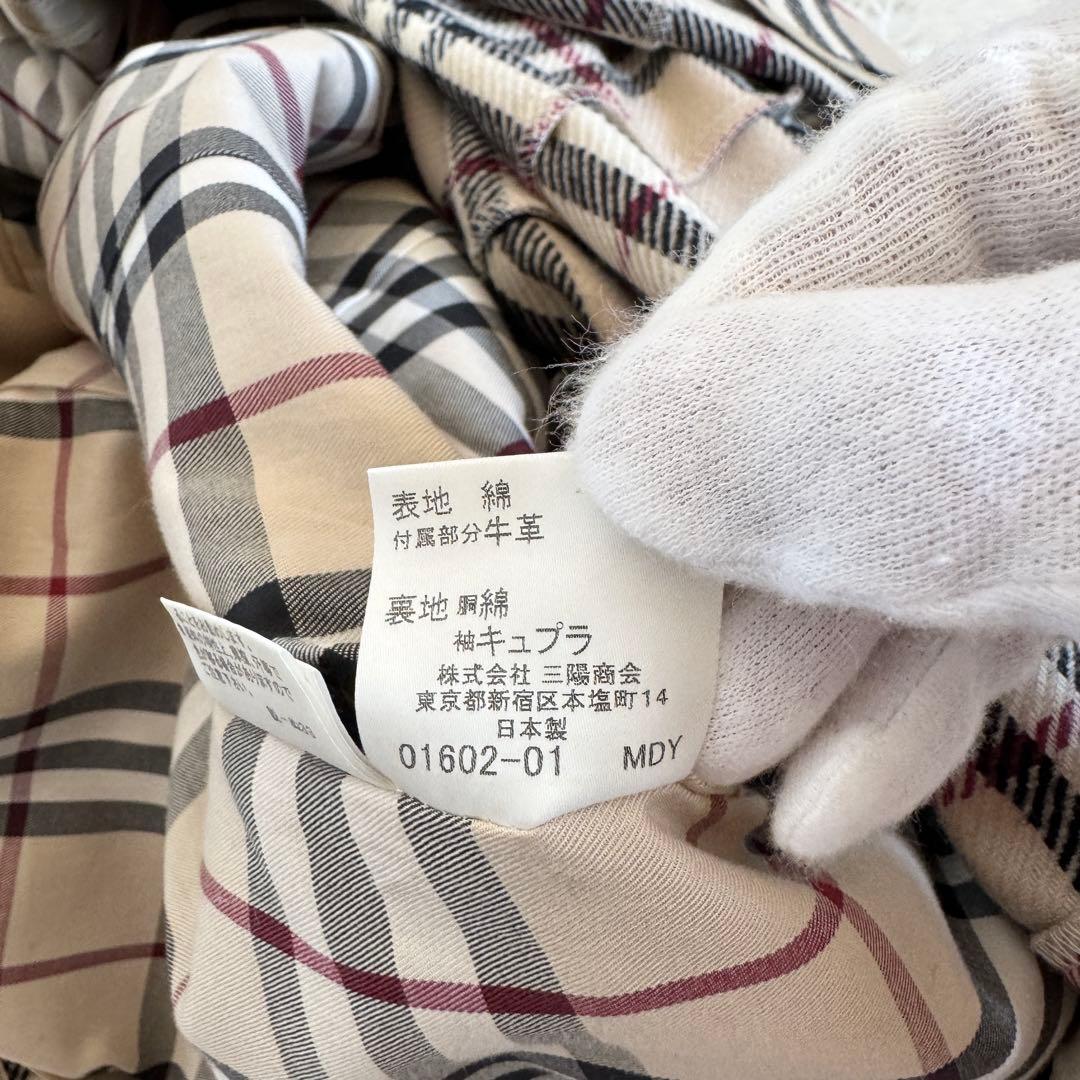 表地 綿
付属部分牛革
裏地 胴綿
袖キュプラ
株式会社 三陽商会
東京都新宿区本塩町14
日本製
01602-01 MDY